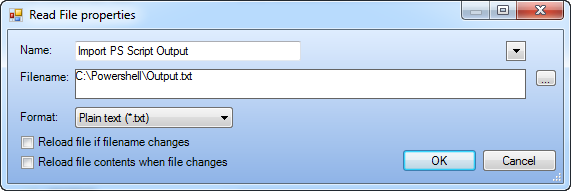 Read File properties
Name: Import PS Script Output
Filename: C:\Powershell\Output.txt
...
Format: Plain text (*.txt)
Reload file if filename changes
Reload file contents when file changes
OK Cancel